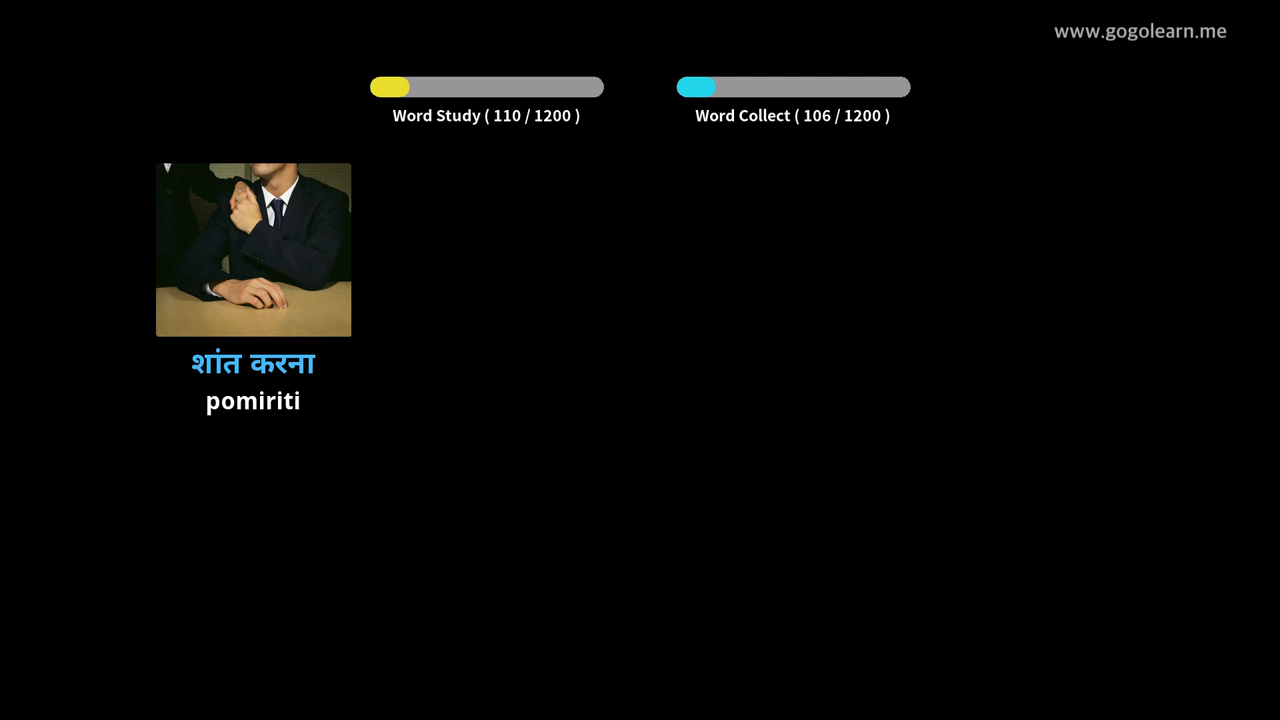 www.gogolearn.me
Word Study ( 110 / 1200 )
Word Collect ( 106 / 1200 )
शांत करना
pomiriti